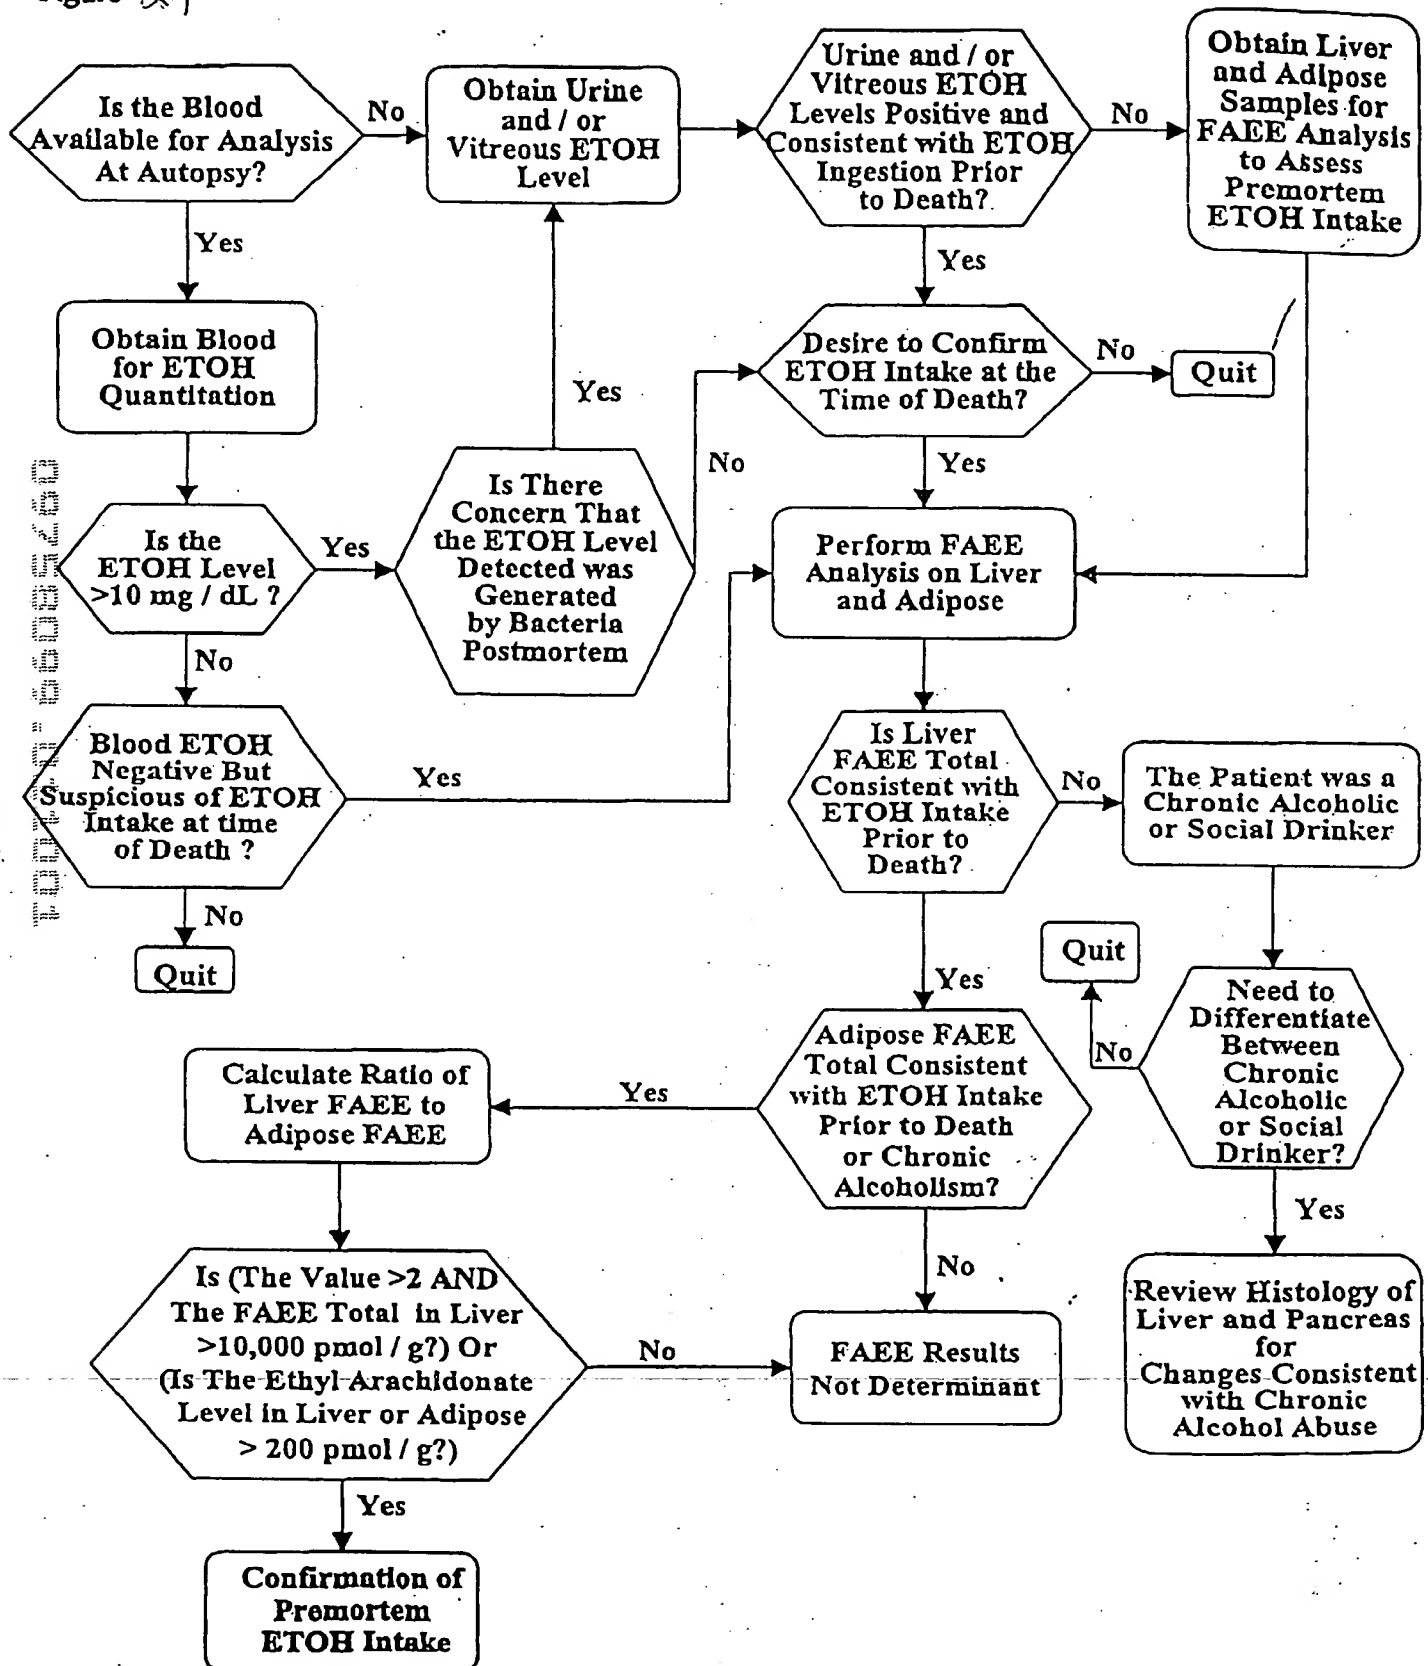 Figure
Is the Blood
Available for Analysis
At Autopsy?
No
Obtain Urine
and / or
Vitreous ETOH
Level
Urine and / or
Vitreous ETOH
Levels Positive and
Consistent with ETOH
Ingestion Prior
to Death?
No
Obtain Liver
and Adipose
Samples for
FAEE Analysis
to Assess
Premortem
ETOH Intake
Yes
Yes
Obtain Blood
for ETOH
Quantitation
Yes
Desire to Confirm
ETOH Intake at the
Time of Death?
No
Quit
No
Yes
Is the
ETOH Level
>10 mg / dL ?
Yes
Is There
Concern That
the ETOH Level
Detected was
Generated
by Bacteria
Postmortem
Perform FAEE
Analysis on Liver
and Adipose
No
Blood ETOH
Negative But
Suspicious of ETOH
Intake at time
of Death ?
Yes
Is Liver
FAEE Total
Consistent with
ETOH Intake
Prior to
Death?
No
The Patient was a
Chronic Alcoholic
or Social Drinker
No
Quit
Yes
Quit
No
Need to
Differentiate
Between
Chronic
Alcoholic
or Social
Drinker?
Calculate Ratio of
Liver FAEE to
Adipose FAEE
Yes
Adipose FAEE
Total Consistent
with ETOH Intake
Prior to Death
or Chronic
Alcoholism?
Yes
No
Is (The Value >2 AND
The FAEE Total in Liver
>10,000 pmol / g?) Or
(Is The Ethyl Arachidonate
Level in Liver or Adipose
> 200 pmol / g?)
No
FAEE Results
Not Determinant
Review Histology of
Liver and Pancreas
for
Changes Consistent
with Chronic
Alcohol Abuse
Yes
Confirmation of
Premortem
ETOH Intake